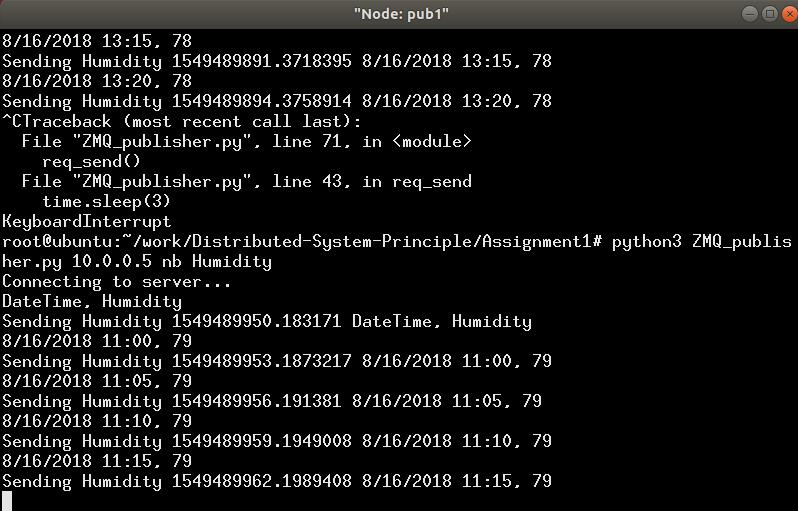 "Node: pub1"
8/16/2018 13:15, 78
Sending Humidity 1549489891.3718395 8/16/2018 13:15, 78
8/16/2018 13:20, 78
Sending Humidity 1549489894.3758914 8/16/2018 13:20, 78
^CTraceback (most recent call last):
  File "ZMQ_publisher.py", line 71, in <module>
    req_send()
  File "ZMQ_publisher.py", line 43, in req_send
    time.sleep(3)
KeyboardInterrupt
root@ubuntu:~/work/Distributed-System-Principle/Assignment1# python3 ZMQ_publis
her.py 10.0.0.5 nb Humidity
Connecting to server...
DateTime, Humidity
Sending Humidity 1549489950.183171 DateTime, Humidity
8/16/2018 11:00, 79
Sending Humidity 1549489953.1873217 8/16/2018 11:00, 79
8/16/2018 11:05, 79
Sending Humidity 1549489956.191381 8/16/2018 11:05, 79
8/16/2018 11:10, 79
Sending Humidity 1549489959.1949008 8/16/2018 11:10, 79
8/16/2018 11:15, 79
Sending Humidity 1549489962.1989408 8/16/2018 11:15, 79